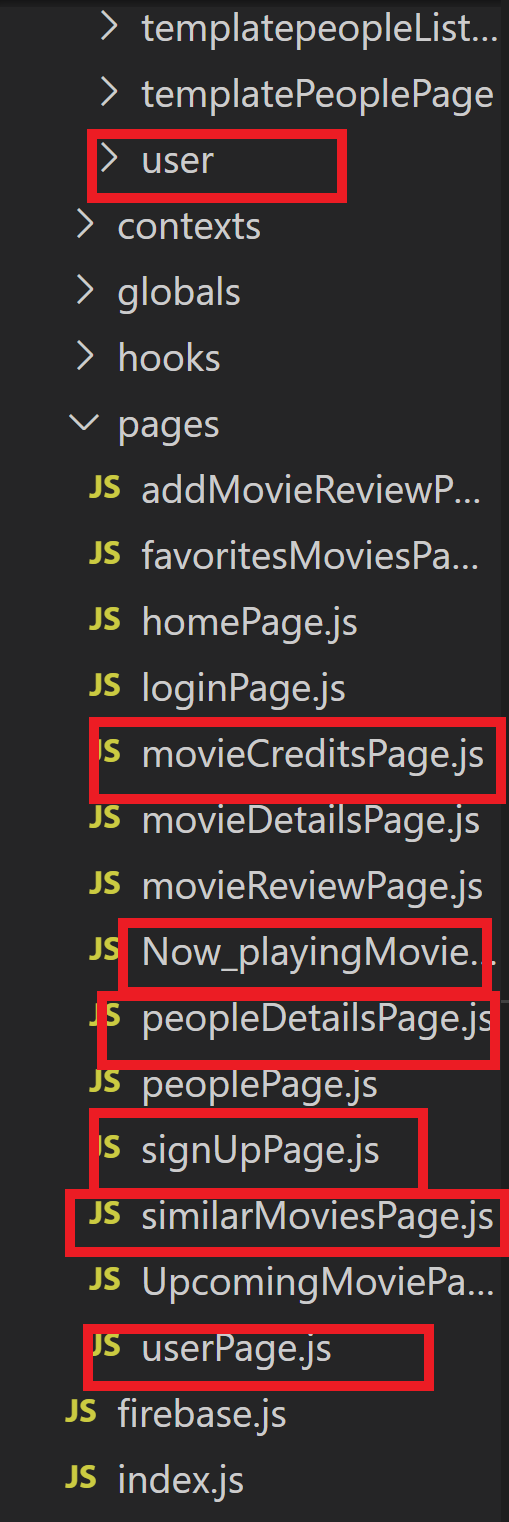 templatepeopleList...
templatePeoplePage
user
contexts
globals
hooks
pages
JS addMovieReviewP...
JS favoritesMoviesPa...
JS homePage.js
JS loginPage.js
JS movieCreditsPage.js
JS movieDetailsPage.js
JS movieReviewPage.js
JS Now_playingMovie...
JS peopleDetailsPage.js
JS peoplePage.js
JS signUpPage.js
JS similarMoviesPage.js
JS UpcomingMoviePa...
JS userPage.js
JS firebase.js
JS index.js